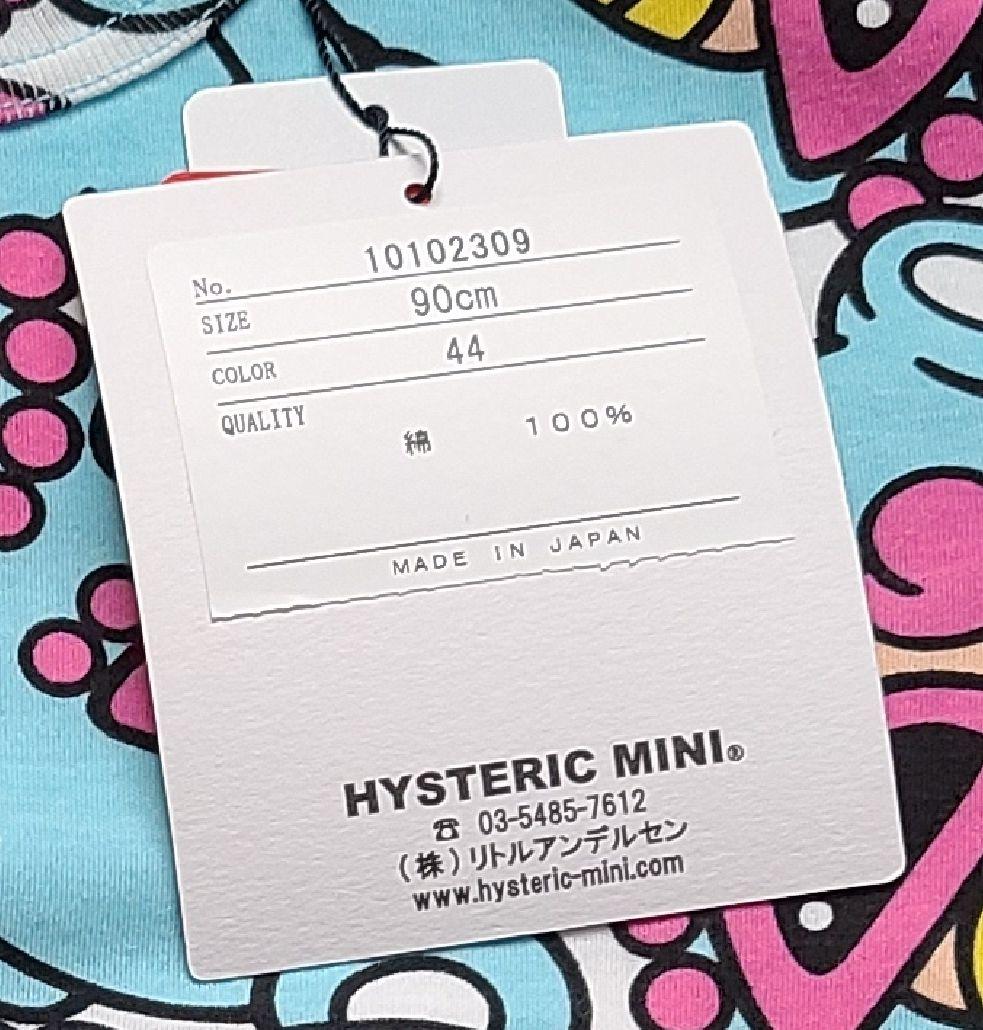 No. 10102309
SIZE 90cm
COLOR 44
QUALITY
綿 100%
MADE IN JAPAN
HYSTERIC MINI®
☎ 03-5485-7612
(株)リトルアンデルセン
www.hysteric-mini.com